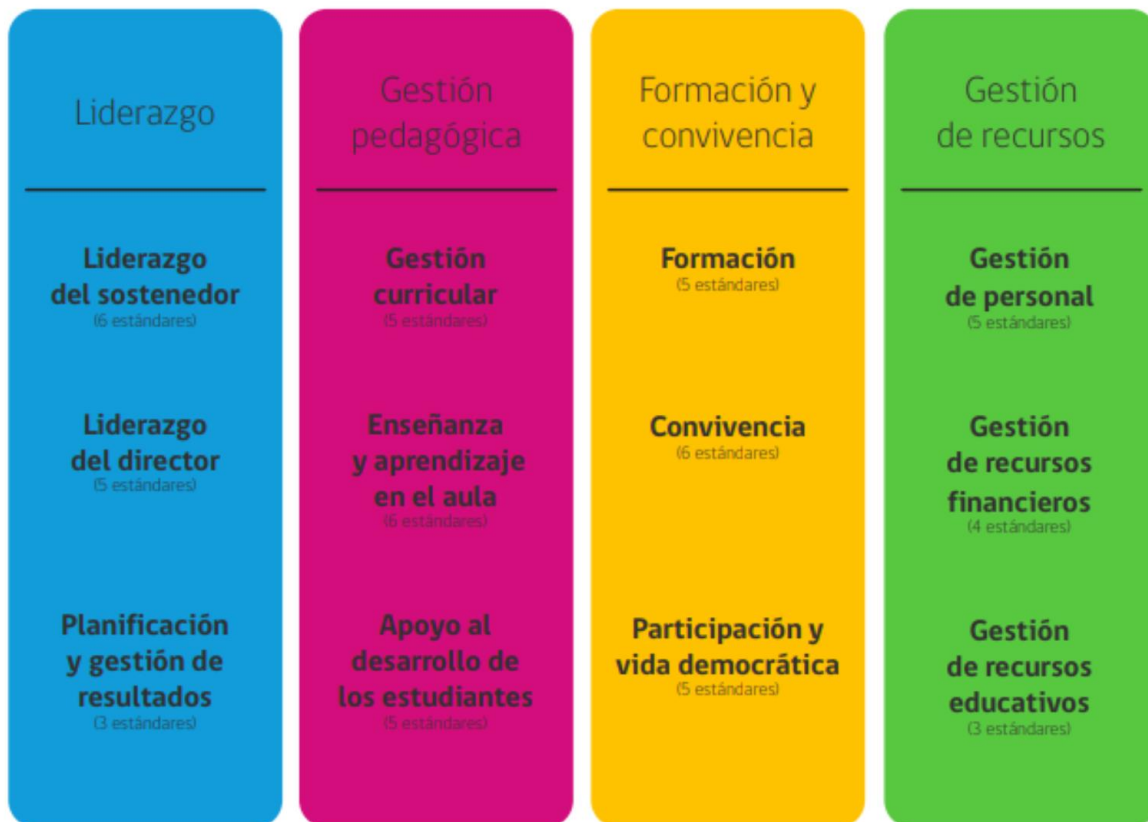 Liderazgo
Liderazgo
del sostenedor
(6 estándares)
Liderazgo
del director
(5 estándares)
Planificación
y gestión de
resultados
(3 estándares)
Gestión
pedagógica
Gestión
curricular
(5 estándares)
Enseñanza
y aprendizaje
en el aula
(6 estándares)
Apoyo al
desarrollo de
los estudiantes
(5 estándares)
Formación y
convivencia
Formación
(5 estándares)
Convivencia
(6 estándares)
Participación y
vida democrática
(5 estándares)
Gestión
de recursos
Gestión
de personal
(5 estándares)
Gestión
de recursos
financieros
(4 estándares)
Gestión
de recursos
educativos
(3 estándares)